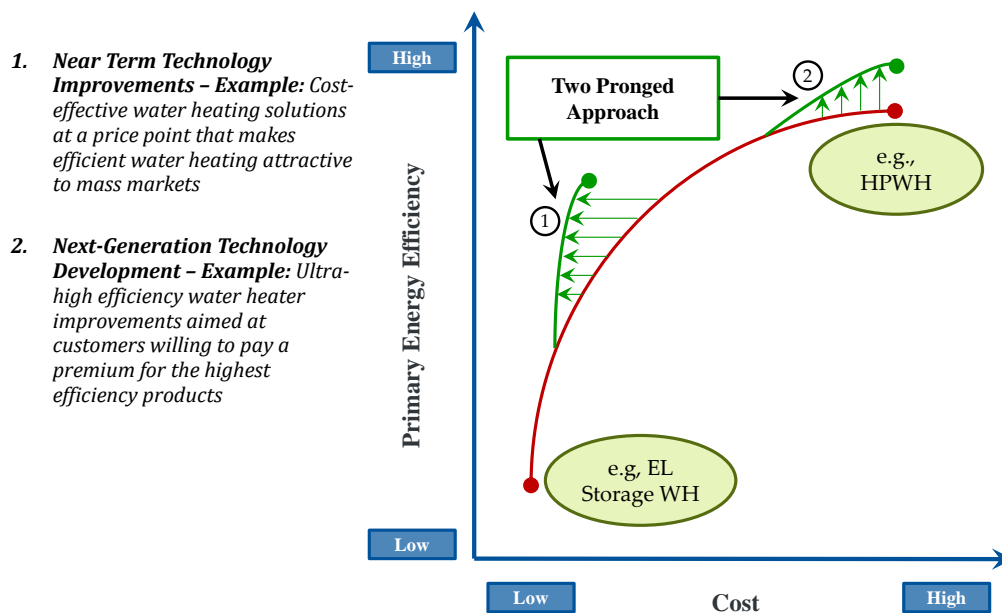 1. Near Term Technology
Improvements – Example: Cost-
effective water heating solutions
at a price point that makes
efficient water heating attractive
to mass markets
2. Next-Generation Technology
Development – Example: Ultra-
high efficiency water heater
improvements aimed at
customers willing to pay a
premium for the highest
efficiency products
High
Primary Energy Efficiency
Low
Two Pronged
Approach
1
2
e.g.,
HPWH
e.g, EL
Storage WH
Low
Cost
High